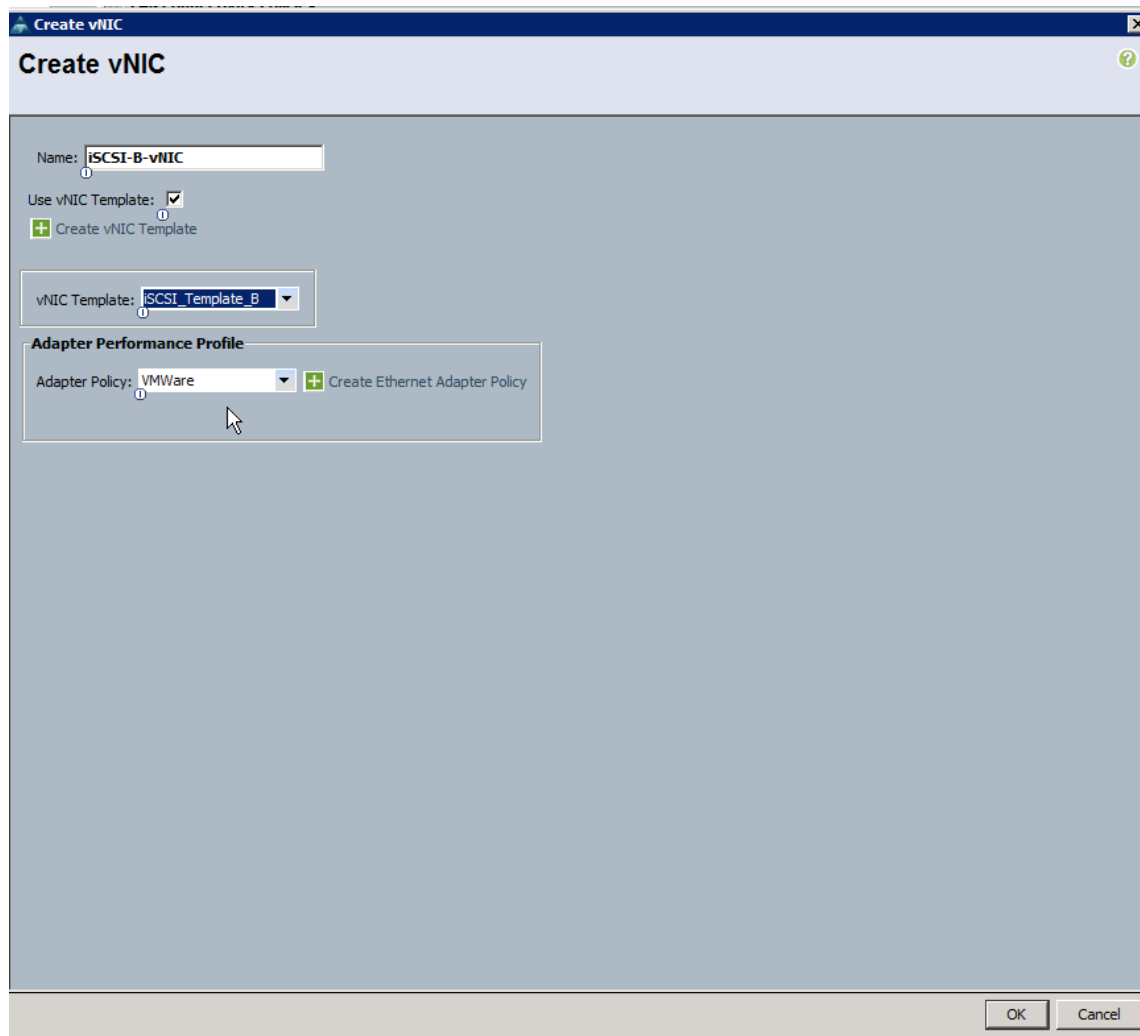 Create vNIC
Create vNIC
Name: iSCSI-B-vNIC
Use vNIC Template:
Create vNIC Template
vNIC Template: iSCSI_Template_B
Adapter Performance Profile
Adapter Policy: VMWare Create Ethernet Adapter Policy
OK Cancel